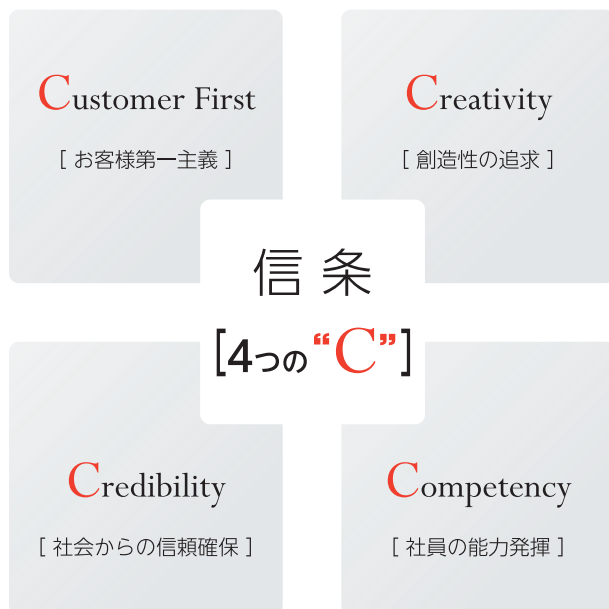 Customer First
[ お客様第一主義 ]
Creativity
[ 創造性の追求 ]
信 条
[4つの“C”]
Credibility
[ 社会からの信頼確保 ]
Competency
[ 社員の能力発揮 ]